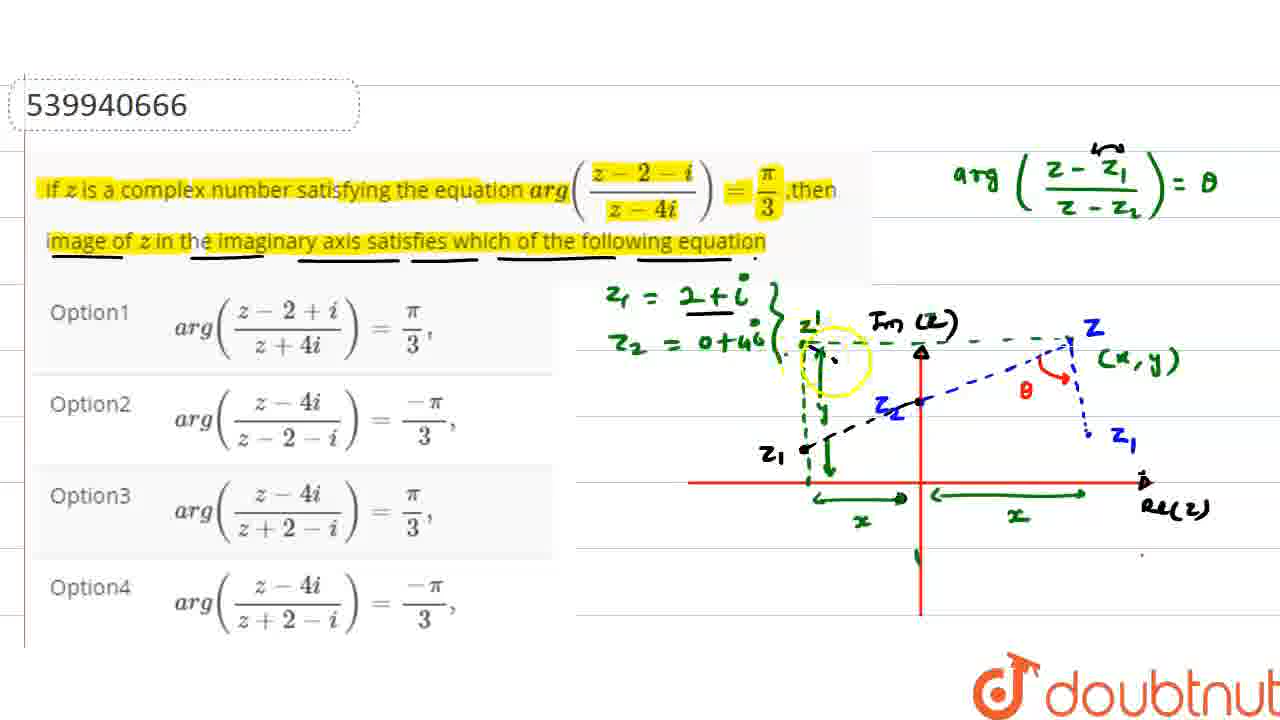 539940666
If z is a complex number satisfying the equation arg((z − 2 − i)/(z − 4i)) = π/3 ,then
image of z in the imaginary axis satisfies which of the following equation
Option1 arg((z − 2 + i)/(z + 4i)) = π/3,
Option2 arg((z − 4i)/(z − 2 − i)) = −π/3,
Option3 arg((z − 4i)/(z + 2 − i)) = π/3,
Option4 arg((z − 4i)/(z + 2 − i)) = −π/3,
arg((z − z1)/(z − z2)) = θ
z1 = 2+i
z2 = 0+4i
z'
Im(z)
z
(x, y)
θ
z2
y
z1
z1
x
x
Re(z)
doubtnut